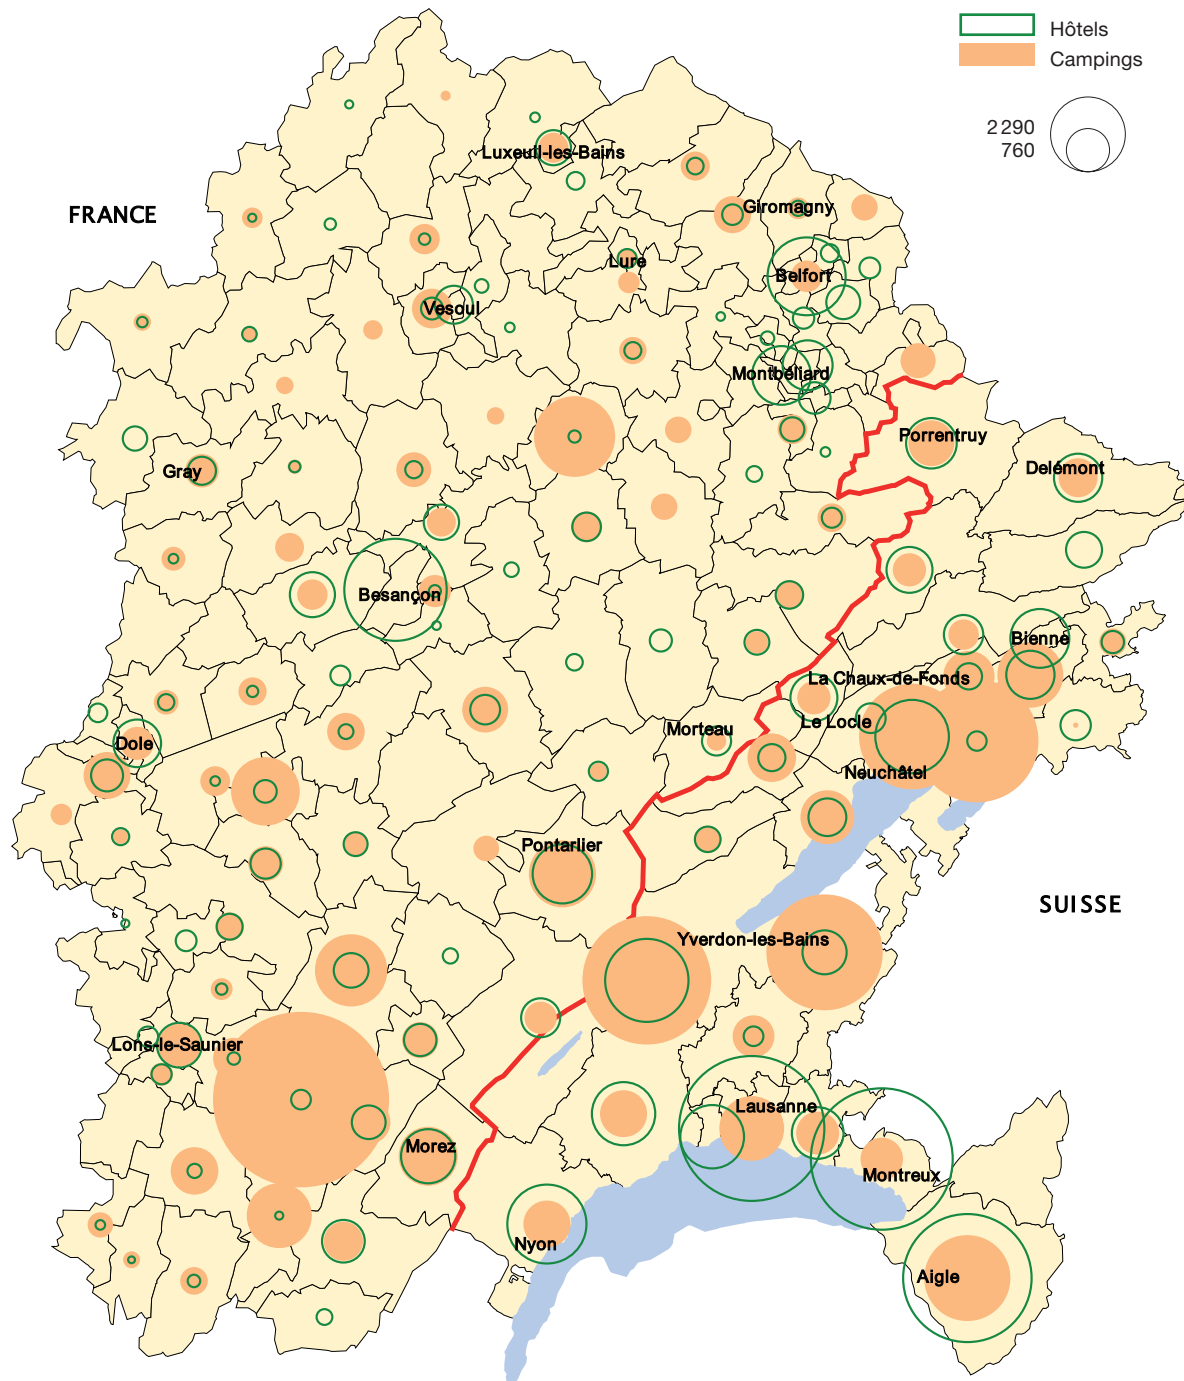 Hôtels
Campings
2 290
760
Luxeuil-les-Bains
FRANCE
Giromagny
Lure
Belfort
Vesoul
Montbéliard
Porrentruy
Gray
Delémont
Besançon
Bienne
La Chaux-de-Fonds
Le Locle
Morteau
Dole
Neuchâtel
Pontarlier
SUISSE
Yverdon-les-Bains
Lons-le-Saunier
Lausanne
Morez
Montreux
Nyon
Aigle